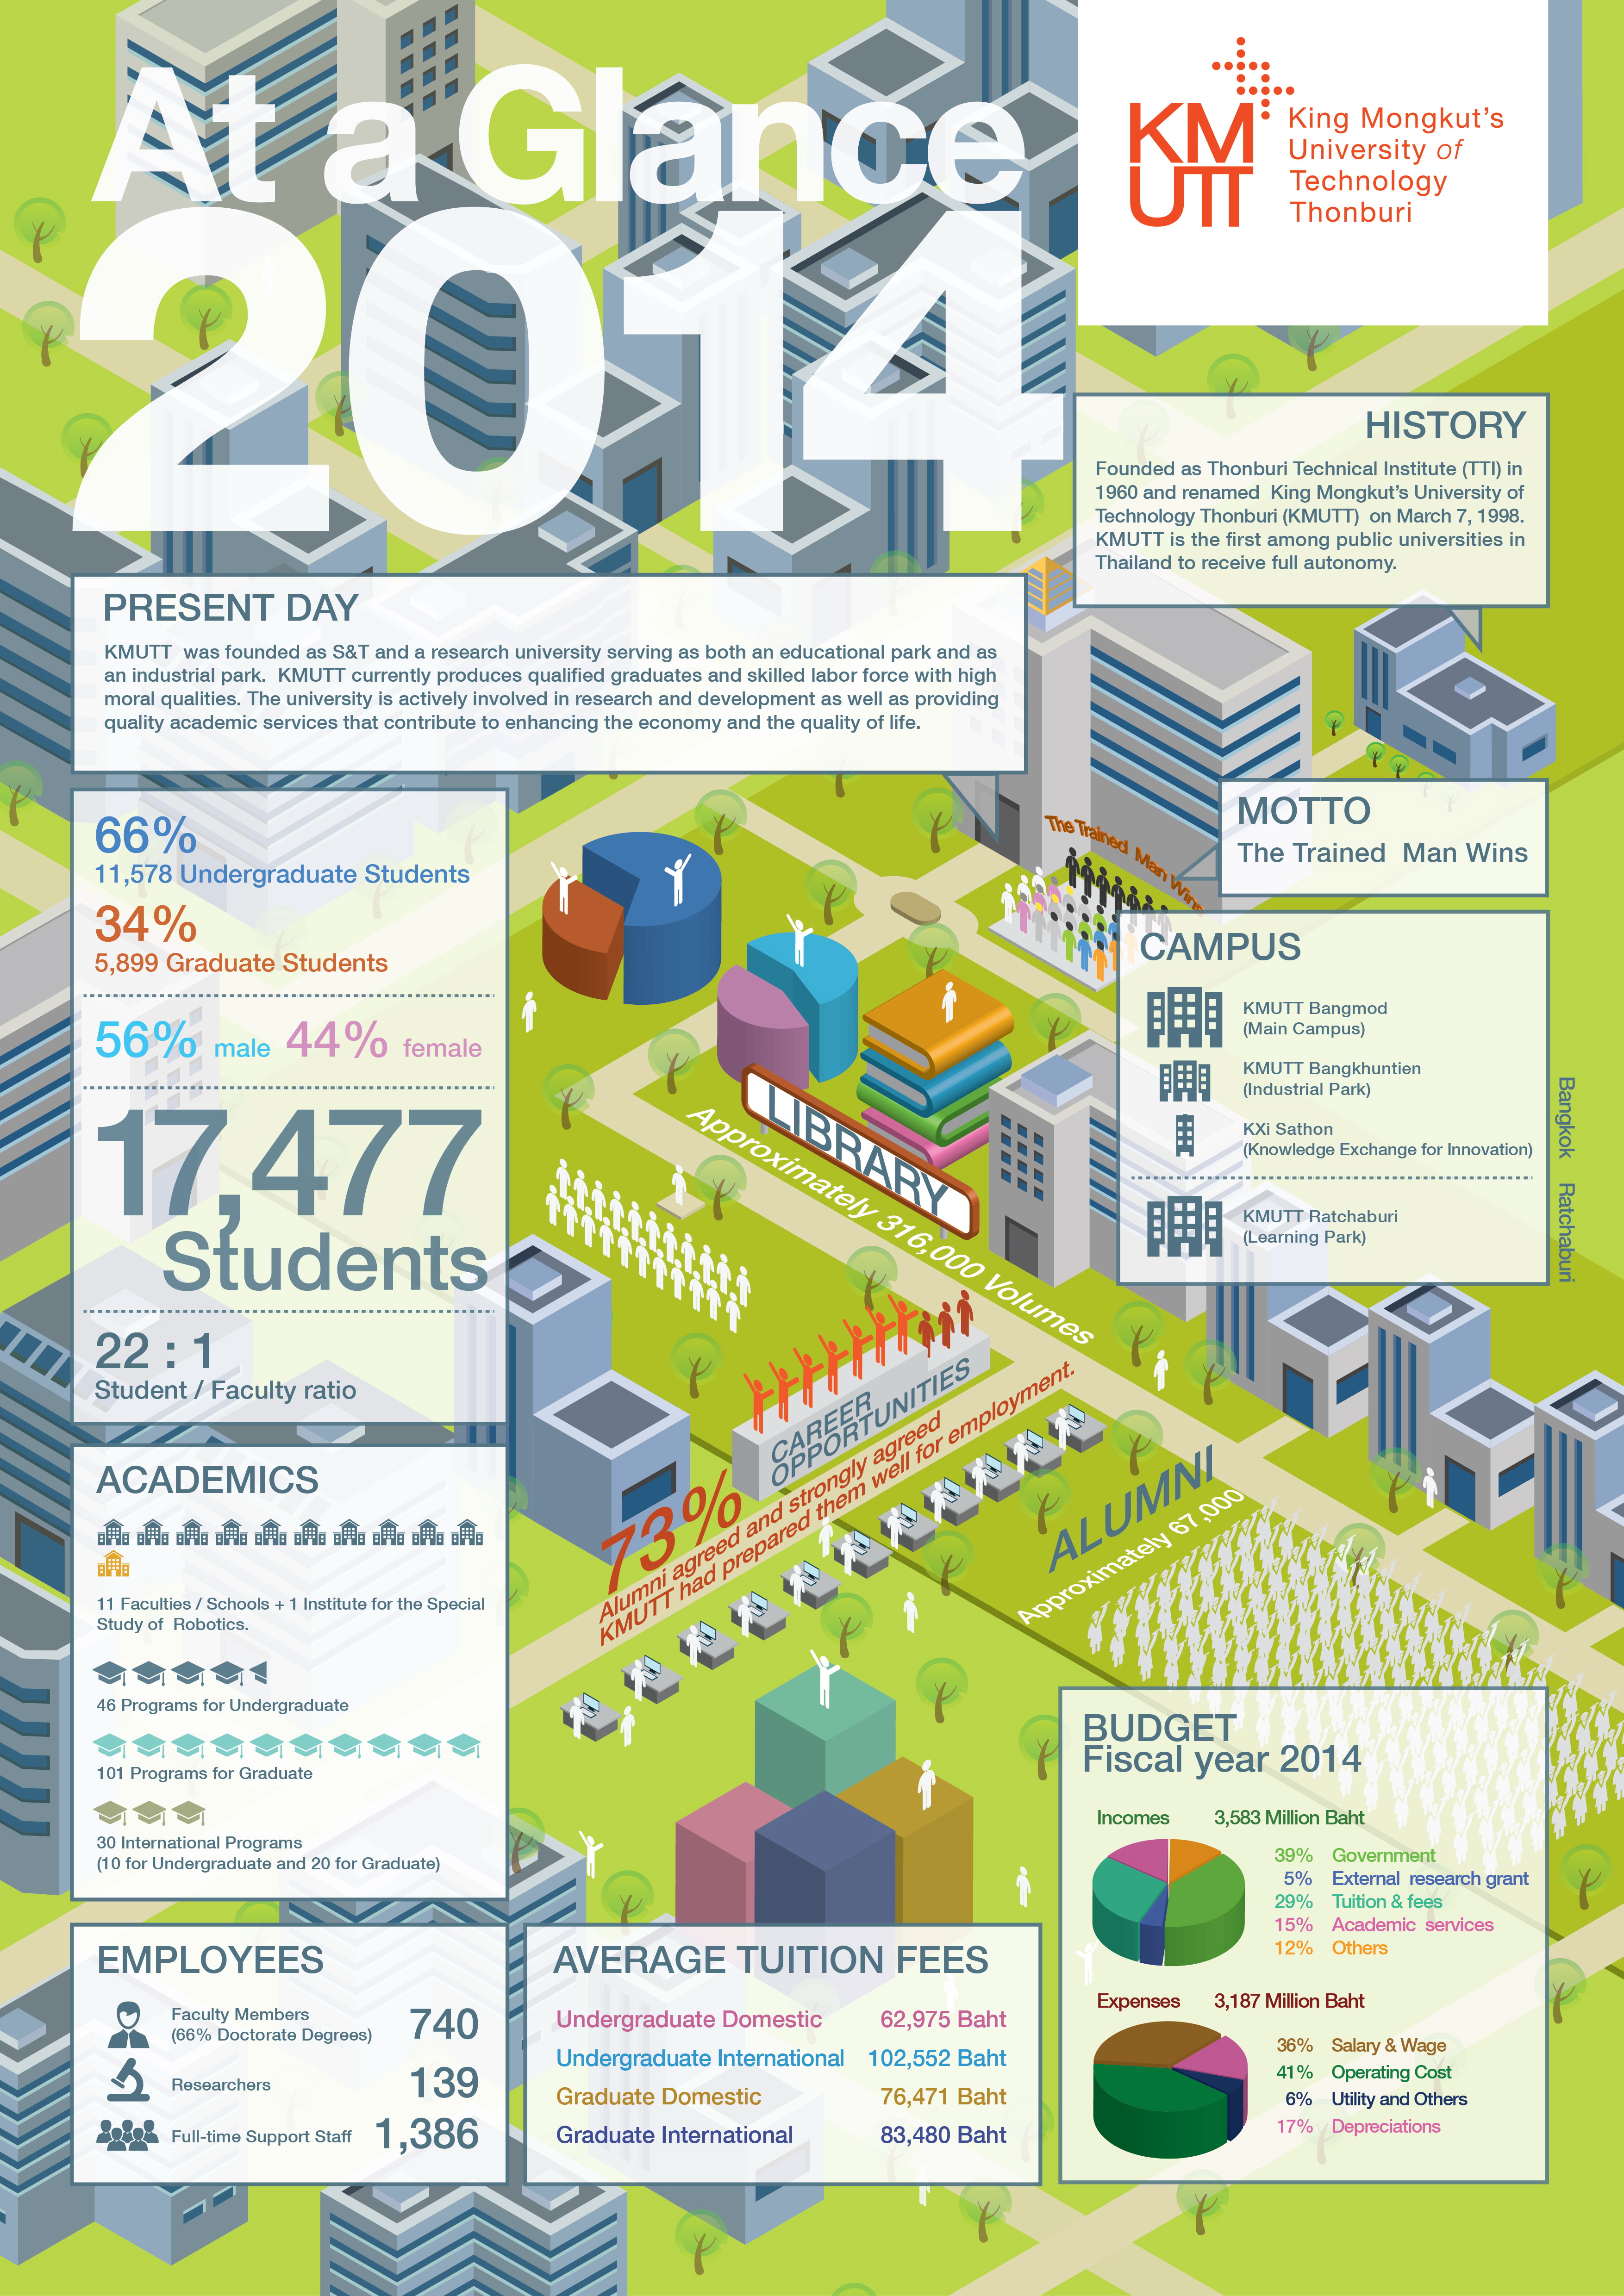 At a Glance
2014
KM
UTT
King Mongkut's
University of
Technology
Thonburi
HISTORY
Founded as Thonburi Technical Institute (TTI) in
1960 and renamed King Mongkut's University of
Technology Thonburi (KMUTT) on March 7, 1998.
KMUTT is the first among public universities in
Thailand to receive full autonomy.
PRESENT DAY
KMUTT was founded as S&T and a research university serving as both an educational park and as
an industrial park. KMUTT currently produces qualified graduates and skilled labor force with high
moral qualities. The university is actively involved in research and development as well as providing
quality academic services that contribute to enhancing the economy and the quality of life.
MOTTO
The Trained Man Wins
The Trained Man Wins
66%
11,578 Undergraduate Students
34%
5,899 Graduate Students
56% male 44% female
17,477
Students
22 : 1
Student / Faculty ratio
CAMPUS
KMUTT Bangmod
(Main Campus)
KMUTT Bangkhuntien
(Industrial Park)
KXi Sathon
(Knowledge Exchange for Innovation)
Bangkok
KMUTT Ratchaburi
(Learning Park)
Ratchaburi
LIBRARY
Approximately 316,000 Volumes
CAREER
OPPORTUNITIES
73%
Alumni agreed and strongly agreed
KMUTT had prepared them well for employment.
ALUMNI
Approximately 67,000
ACADEMICS
11 Faculties / Schools + 1 Institute for the Special
Study of Robotics.
46 Programs for Undergraduate
101 Programs for Graduate
30 International Programs
(10 for Undergraduate and 20 for Graduate)
EMPLOYEES
Faculty Members
(66% Doctorate Degrees) 740
Researchers 139
Full-time Support Staff 1,386
AVERAGE TUITION FEES
Undergraduate Domestic 62,975 Baht
Undergraduate International 102,552 Baht
Graduate Domestic 76,471 Baht
Graduate International 83,480 Baht
BUDGET
Fiscal year 2014
Incomes 3,583 Million Baht
39% Government
5% External research grant
29% Tuition & fees
15% Academic services
12% Others
Expenses 3,187 Million Baht
36% Salary & Wage
41% Operating Cost
6% Utility and Others
17% Depreciations